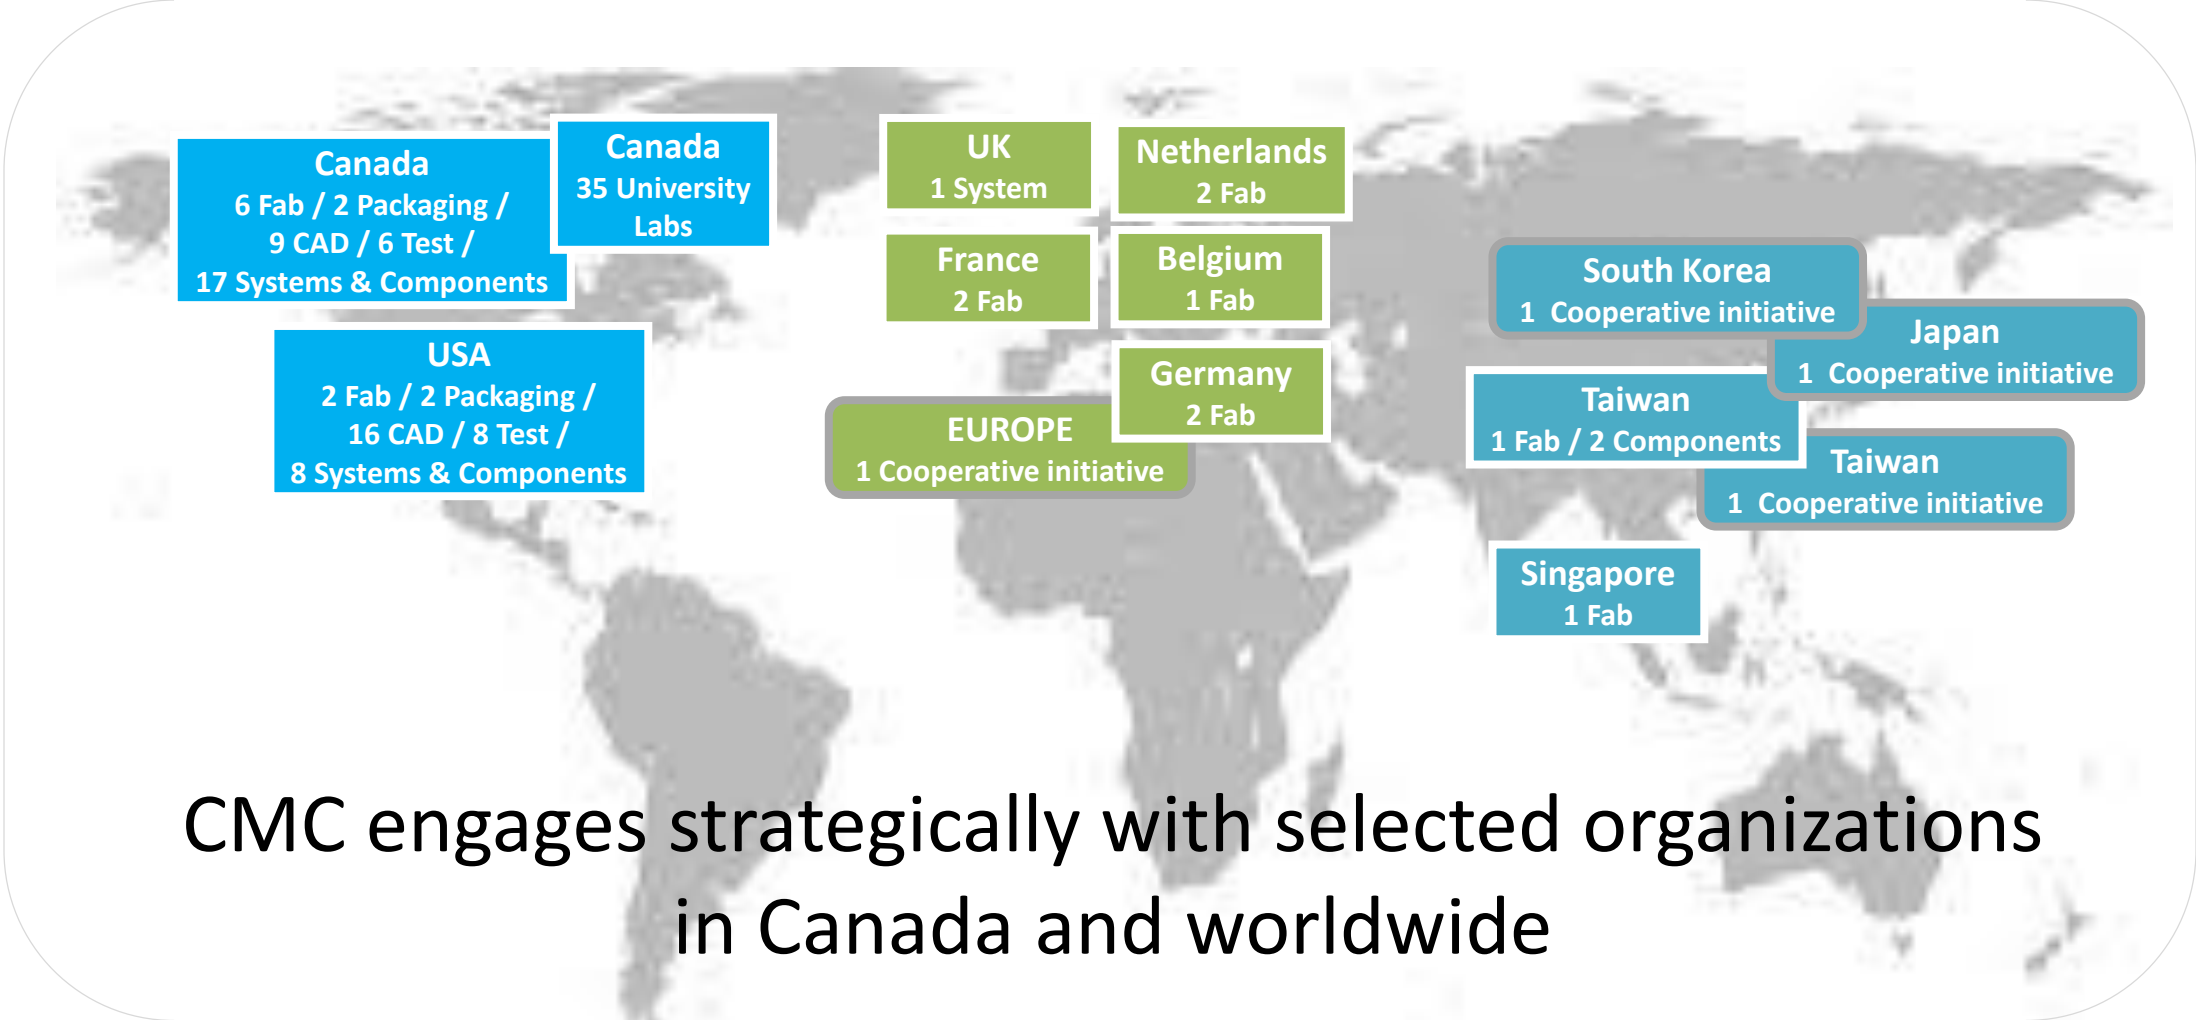 Canada
6 Fab / 2 Packaging /
9 CAD / 6 Test /
17 Systems & Components
Canada
35 University
Labs
USA
2 Fab / 2 Packaging /
16 CAD / 8 Test /
8 Systems & Components
UK
1 System
Netherlands
2 Fab
France
2 Fab
Belgium
1 Fab
Germany
2 Fab
EUROPE
1 Cooperative initiative
South Korea
1  Cooperative initiative
Japan
1  Cooperative initiative
Taiwan
1 Fab / 2 Components
Taiwan
1  Cooperative initiative
Singapore
1 Fab
CMC engages strategically with selected organizations
in Canada and worldwide